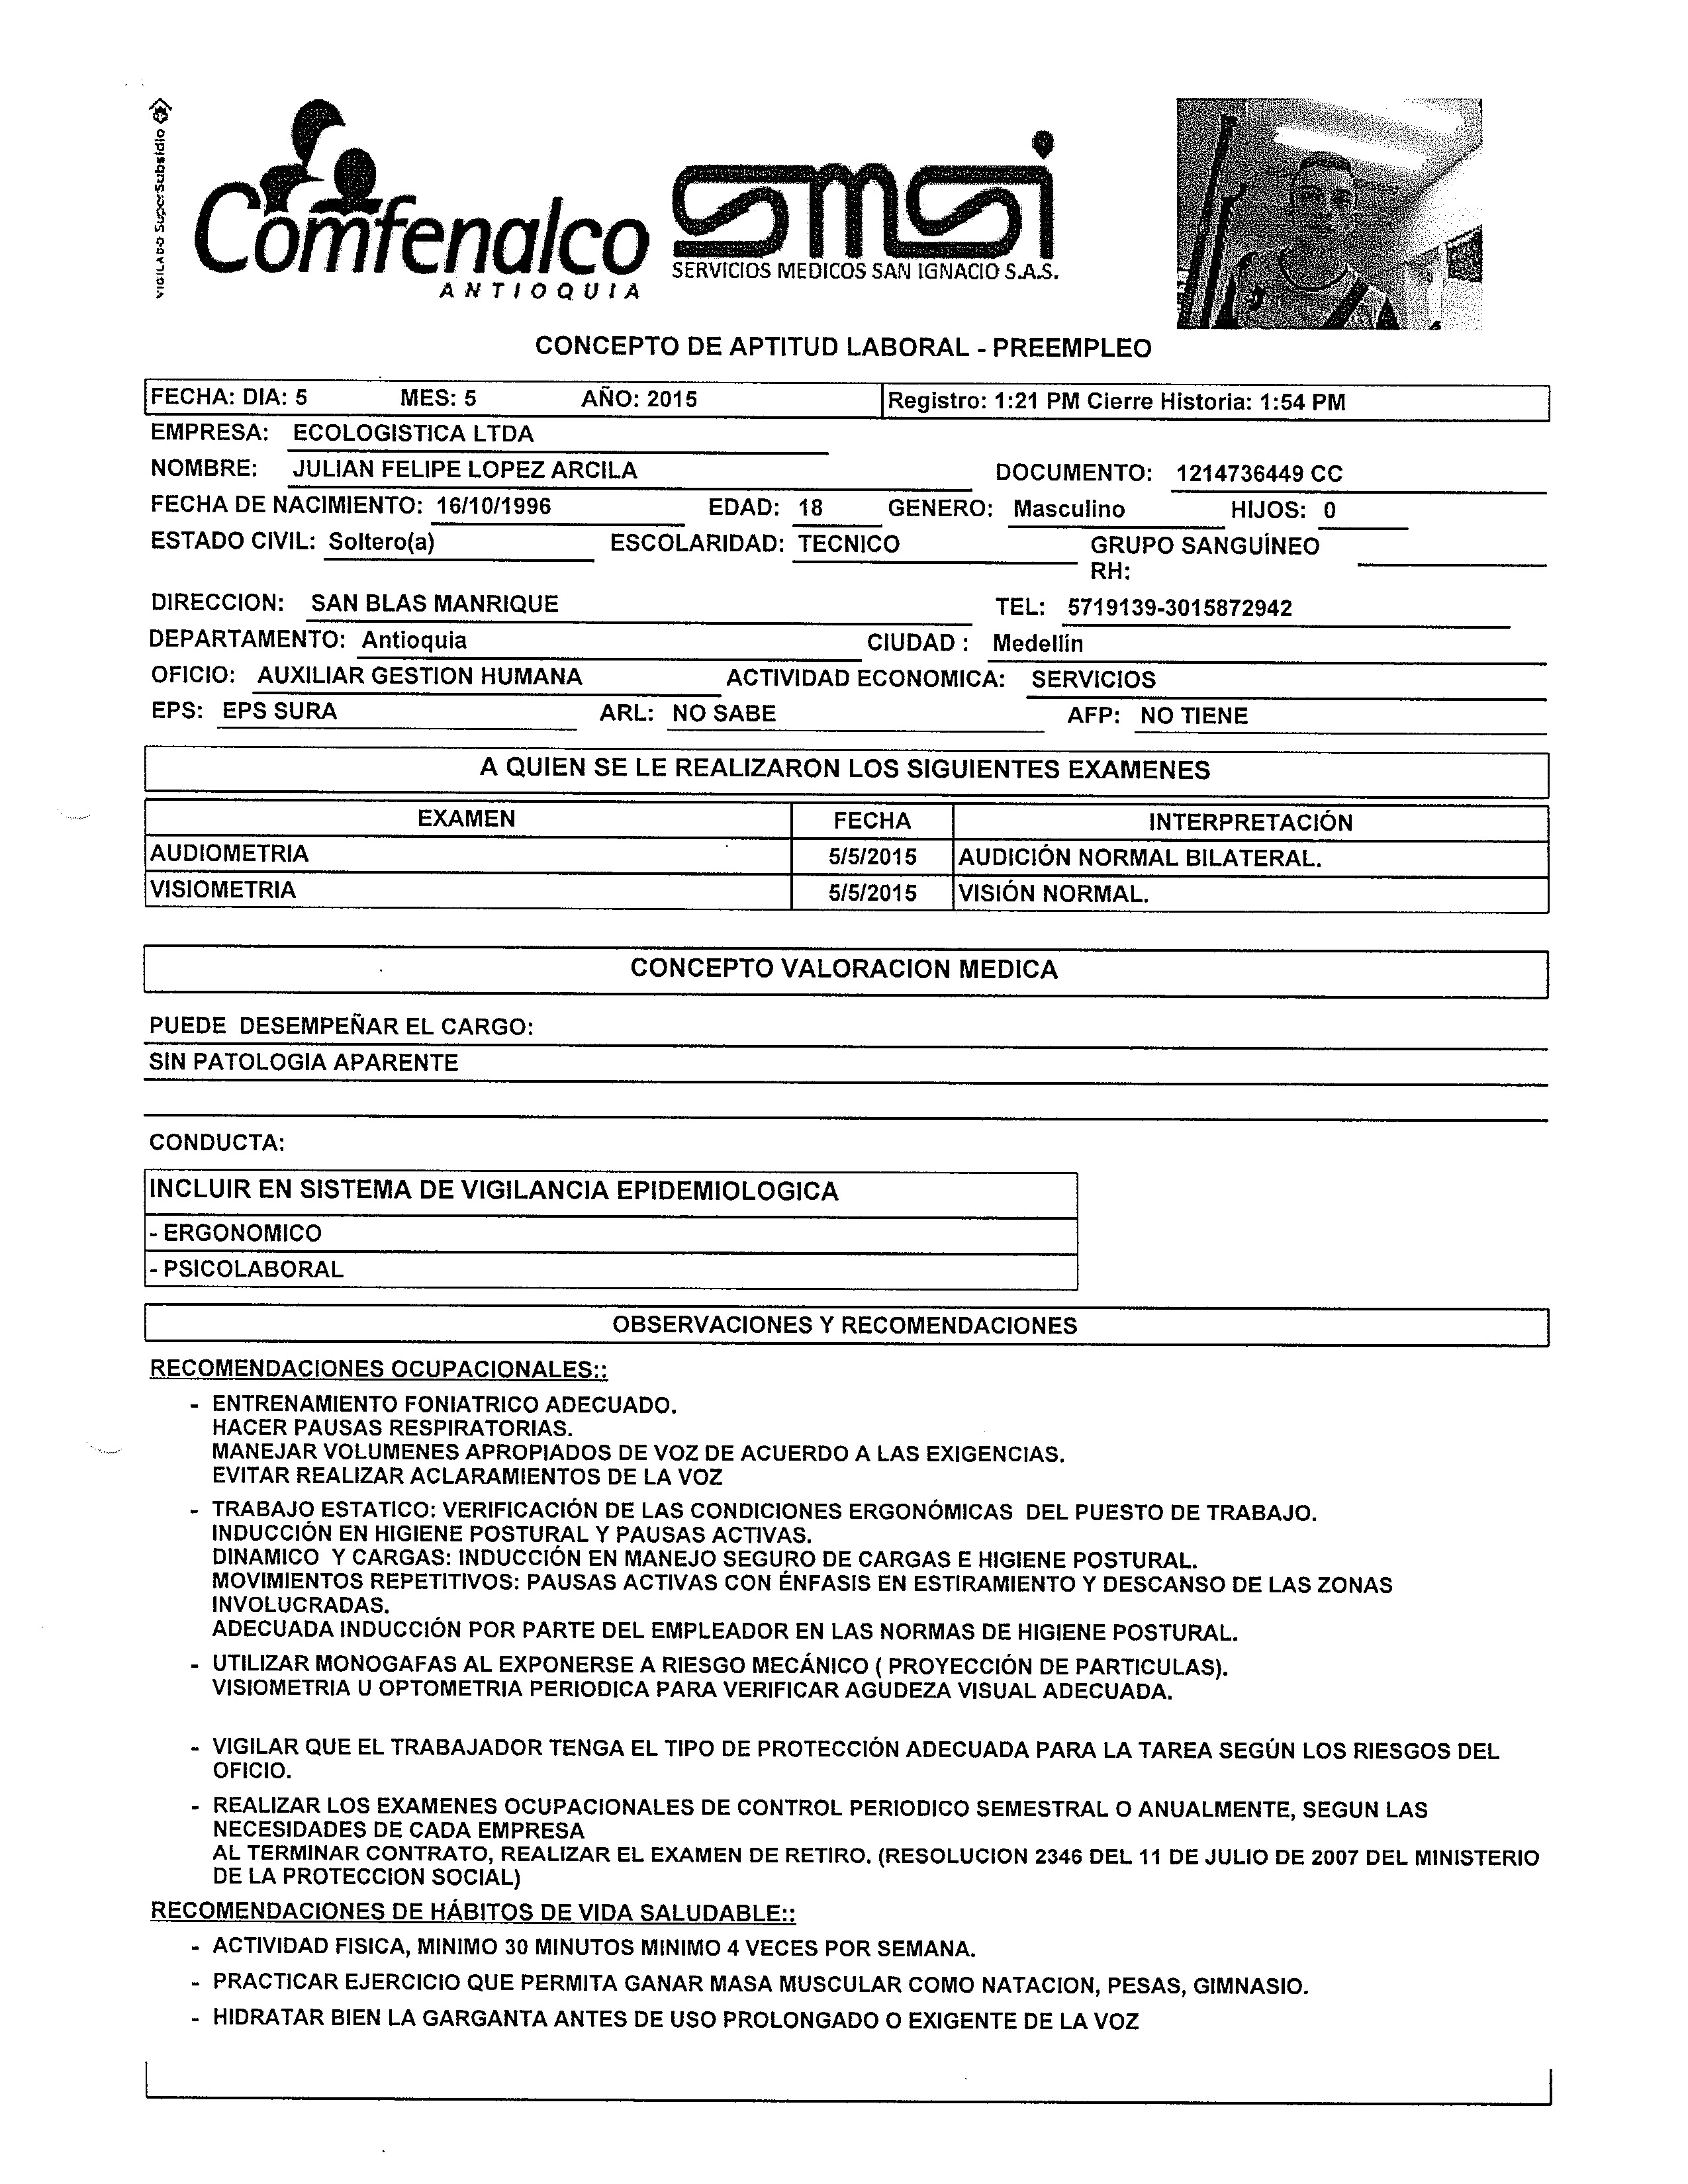 VIGILADO SuperSubsidio
Comfenalco
ANTIOQUIA
smsi
SERVICIOS MEDICOS SAN IGNACIO S.A.S.
CONCEPTO DE APTITUD LABORAL - PREEMPLEO
FECHA: DIA: 5 MES: 5 AÑO: 2015 Registro: 1:21 PM Cierre Historia: 1:54 PM
EMPRESA: ECOLOGISTICA LTDA
NOMBRE: JULIAN FELIPE LOPEZ ARCILA DOCUMENTO: 1214736449 CC
FECHA DE NACIMIENTO: 16/10/1996 EDAD: 18 GENERO: Masculino HIJOS: 0
ESTADO CIVIL: Soltero(a) ESCOLARIDAD: TECNICO GRUPO SANGUÍNEO
RH:
DIRECCION: SAN BLAS MANRIQUE TEL: 5719139-3015872942
DEPARTAMENTO: Antioquia CIUDAD : Medellín
OFICIO: AUXILIAR GESTION HUMANA ACTIVIDAD ECONOMICA: SERVICIOS
EPS: EPS SURA ARL: NO SABE AFP: NO TIENE
A QUIEN SE LE REALIZARON LOS SIGUIENTES EXAMENES
EXAMEN FECHA INTERPRETACIÓN
AUDIOMETRIA 5/5/2015 AUDICIÓN NORMAL BILATERAL.
VISIOMETRIA 5/5/2015 VISIÓN NORMAL.
CONCEPTO VALORACION MEDICA
PUEDE DESEMPEÑAR EL CARGO:
SIN PATOLOGIA APARENTE
CONDUCTA:
INCLUIR EN SISTEMA DE VIGILANCIA EPIDEMIOLOGICA
- ERGONOMICO
- PSICOLABORAL
OBSERVACIONES Y RECOMENDACIONES
RECOMENDACIONES OCUPACIONALES::
- ENTRENAMIENTO FONIATRICO ADECUADO.
HACER PAUSAS RESPIRATORIAS.
MANEJAR VOLUMENES APROPIADOS DE VOZ DE ACUERDO A LAS EXIGENCIAS.
EVITAR REALIZAR ACLARAMIENTOS DE LA VOZ
- TRABAJO ESTATICO: VERIFICACIÓN DE LAS CONDICIONES ERGONÓMICAS DEL PUESTO DE TRABAJO.
INDUCCIÓN EN HIGIENE POSTURAL Y PAUSAS ACTIVAS.
DINAMICO Y CARGAS: INDUCCIÓN EN MANEJO SEGURO DE CARGAS E HIGIENE POSTURAL.
MOVIMIENTOS REPETITIVOS: PAUSAS ACTIVAS CON ÉNFASIS EN ESTIRAMIENTO Y DESCANSO DE LAS ZONAS
INVOLUCRADAS.
ADECUADA INDUCCIÓN POR PARTE DEL EMPLEADOR EN LAS NORMAS DE HIGIENE POSTURAL.
- UTILIZAR MONOGAFAS AL EXPONERSE A RIESGO MECÁNICO ( PROYECCIÓN DE PARTICULAS).
VISIOMETRIA U OPTOMETRIA PERIODICA PARA VERIFICAR AGUDEZA VISUAL ADECUADA.
- VIGILAR QUE EL TRABAJADOR TENGA EL TIPO DE PROTECCIÓN ADECUADA PARA LA TAREA SEGÚN LOS RIESGOS DEL
OFICIO.
- REALIZAR LOS EXAMENES OCUPACIONALES DE CONTROL PERIODICO SEMESTRAL O ANUALMENTE, SEGUN LAS
NECESIDADES DE CADA EMPRESA
AL TERMINAR CONTRATO, REALIZAR EL EXAMEN DE RETIRO. (RESOLUCION 2346 DEL 11 DE JULIO DE 2007 DEL MINISTERIO
DE LA PROTECCION SOCIAL)
RECOMENDACIONES DE HÁBITOS DE VIDA SALUDABLE::
- ACTIVIDAD FISICA, MINIMO 30 MINUTOS MINIMO 4 VECES POR SEMANA.
- PRACTICAR EJERCICIO QUE PERMITA GANAR MASA MUSCULAR COMO NATACION, PESAS, GIMNASIO.
- HIDRATAR BIEN LA GARGANTA ANTES DE USO PROLONGADO O EXIGENTE DE LA VOZ